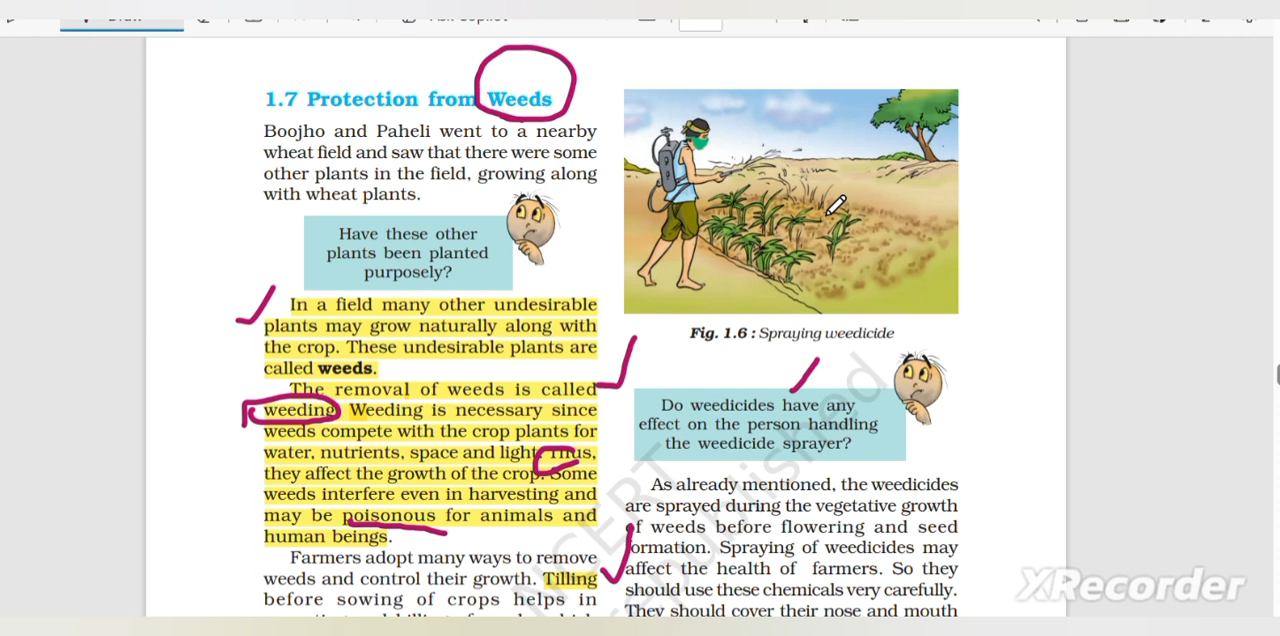 1.7 Protection from Weeds
Boojho and Paheli went to a nearby
wheat field and saw that there were some
other plants in the field, growing along
with wheat plants.
Have these other
plants been planted
purposely?
In a field many other undesirable
plants may grow naturally along with
the crop. These undesirable plants are
called weeds.
The removal of weeds is called
weeding. Weeding is necessary since
weeds compete with the crop plants for
water, nutrients, space and light. Thus,
they affect the growth of the crop. Some
weeds interfere even in harvesting and
may be poisonous for animals and
human beings.
Farmers adopt many ways to remove
weeds and control their growth. Tilling
before sowing of crops helps in
Fig. 1.6 : Spraying weedicide
Do weedicides have any
effect on the person handling
the weedicide sprayer?
As already mentioned, the weedicides
are sprayed during the vegetative growth
of weeds before flowering and seed
formation. Spraying of weedicides may
affect the health of farmers. So they
should use these chemicals very carefully.
They should cover their nose and mouth
NCERT
XRecorder